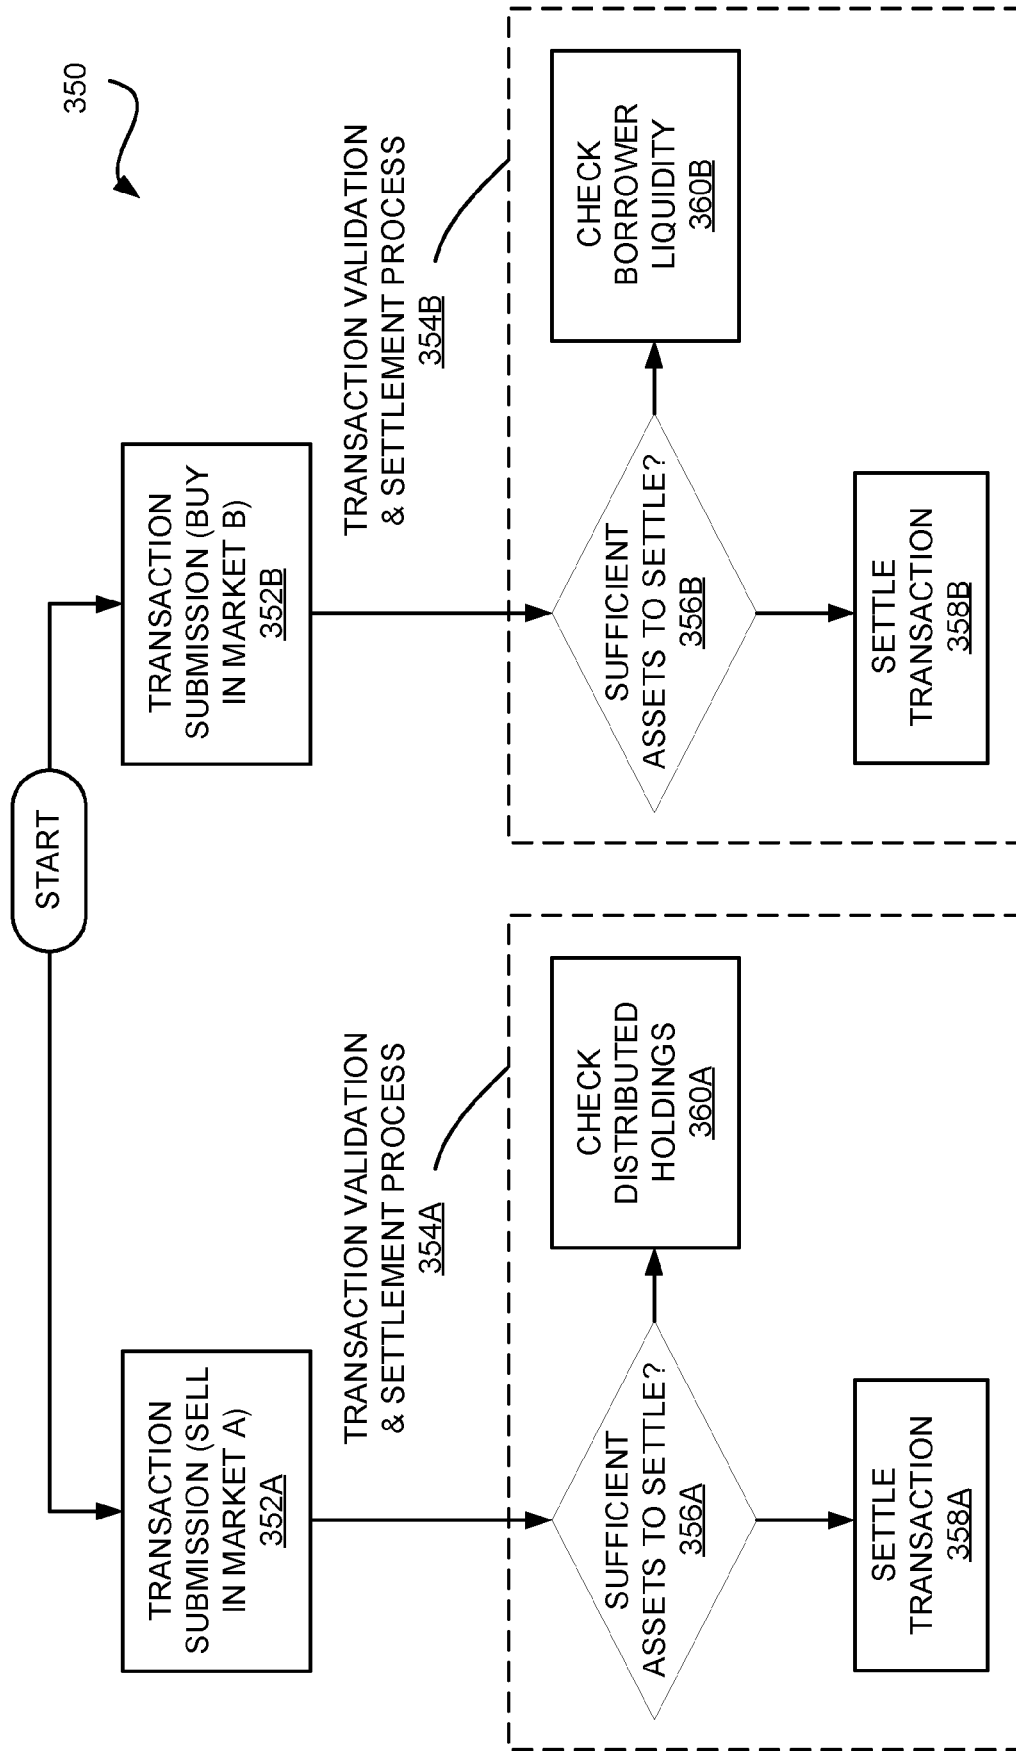 350
START
TRANSACTION
SUBMISSION (SELL
IN MARKET A)
352A
TRANSACTION
SUBMISSION (BUY
IN MARKET B)
352B
TRANSACTION VALIDATION
& SETTLEMENT PROCESS
354A
TRANSACTION VALIDATION
& SETTLEMENT PROCESS
354B
SUFFICIENT
ASSETS TO SETTLE?
356A
CHECK
DISTRIBUTED
HOLDINGS
360A
SUFFICIENT
ASSETS TO SETTLE?
356B
CHECK
BORROWER
LIQUIDITY
360B
SETTLE
TRANSACTION
358A
SETTLE
TRANSACTION
358B